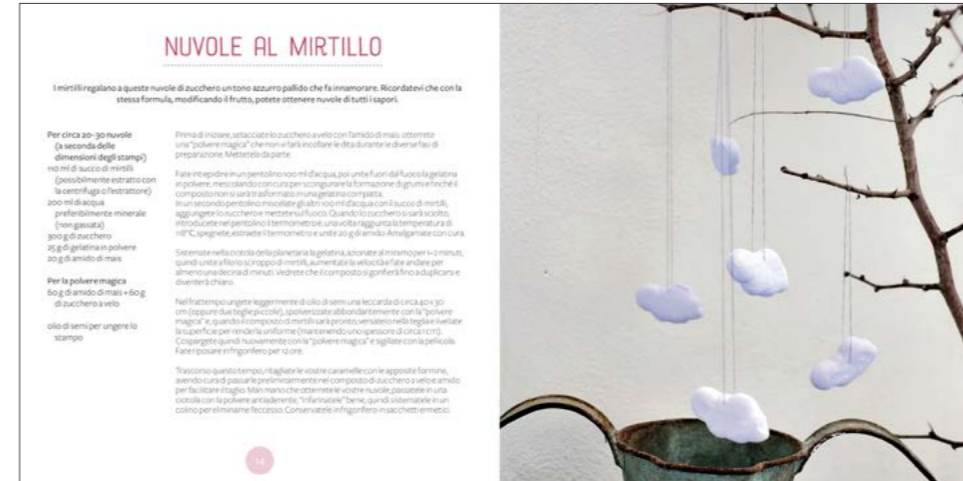 NUVOLE AL MIRTILLO
I mirtilli regalano a queste nuvole di zucchero un tono azzurro pallido che fa innamorare. Ricordatevi che con la
stessa formula, modificando il frutto, potete ottenere nuvole di tutti i sapori.
Per circa 20-30 nuvole
(a seconda delle
dimensioni degli stampi)
110 ml di succo di mirtilli
(possibilmente estratto con
la centrifuga o l'estrattore)
200 ml di acqua
preferibilmente minerale
(non gassata)
300 g di zucchero
25 g di gelatina in polvere
20 g di amido di mais
Per la polvere magica
60 g di amido di mais + 60 g
di zucchero a velo
olio di semi per ungere lo
stampo
Prima di iniziare, setacciate lo zucchero a velo con l'amido di mais: otterrete
una "polvere magica" che non vi farà incollare le dita durante le diverse fasi di
preparazione. Mettetela da parte.
Fate intiepidire in un pentolino 100 ml d'acqua, poi unite fuori dal fuoco la gelatina
in polvere, mescolando con cura per scongiurare la formazione di grumi e finché il
composto non si sarà trasformato in una gelatina compatta.
In un secondo pentolino miscelate gli altri 100 ml d'acqua con il succo di mirtilli,
aggiungete lo zucchero e mettete sul fuoco. Quando lo zucchero si sarà sciolto,
introducete nel pentolino il termometro e, una volta raggiunta la temperatura di
118°C, spegnete, estraete il termometro e unite 20 g di amido. Amalgamate con cura.
Sistemate nella ciotola della planetaria la gelatina, azionate al minimo per 1-2 minuti,
quindi unite a filo lo sciroppo di mirtilli, aumentate la velocità e fate andare per
almeno una decina di minuti. Vedrete che il composto si gonfierà fino a duplicarsi e
diventerà chiaro.
Nel frattempo ungete leggermente di olio di semi una leccarda di circa 40 x 30
cm (oppure due teglie piccole), spolverizzate abbondantemente con la "polvere
magica" e, quando il composto di mirtilli sarà pronto, versatelo nella teglia e livellate
la superficie per renderla uniforme (mantenendo uno spessore di circa 1 cm).
Cospargete quindi nuovamente con la "polvere magica" e sigillate con la pellicola.
Fate riposare in frigorifero per 12 ore.
Trascorso questo tempo, ritagliate le vostre caramelle con le apposite formine,
avendo cura di passarle preliminarmente nel composto di zucchero a velo e amido
per facilitare il taglio. Man mano che otterrete le vostre nuvole, passatele in una
ciotola con la polvere antiaderente, "infarinatele" bene, quindi sistematele in un
colino per eliminarne l'eccesso. Conservatele in frigorifero in sacchetti ermetici.
14